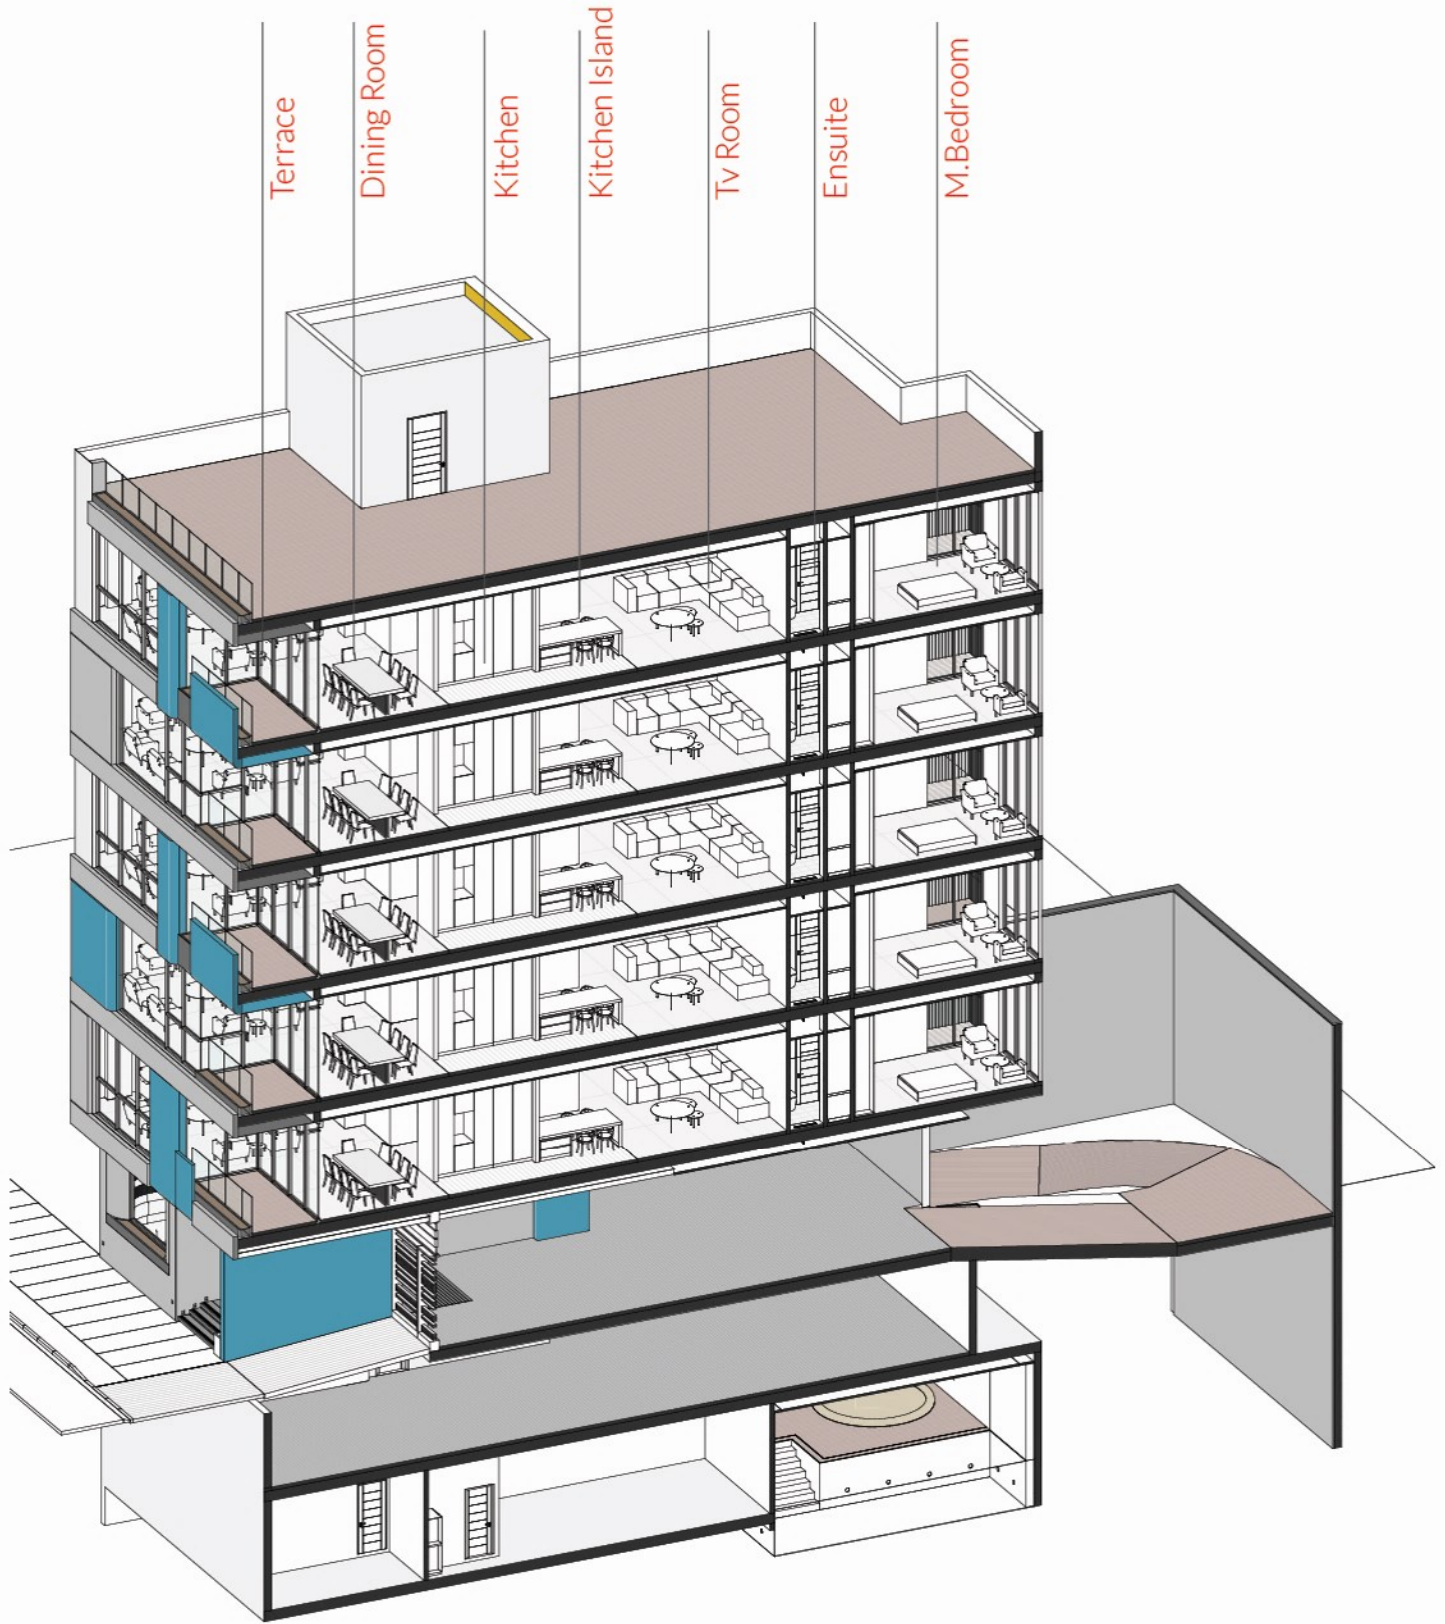 Terrace
Dining Room
Kitchen
Kitchen Island
Tv Room
Ensuite
M.Bedroom